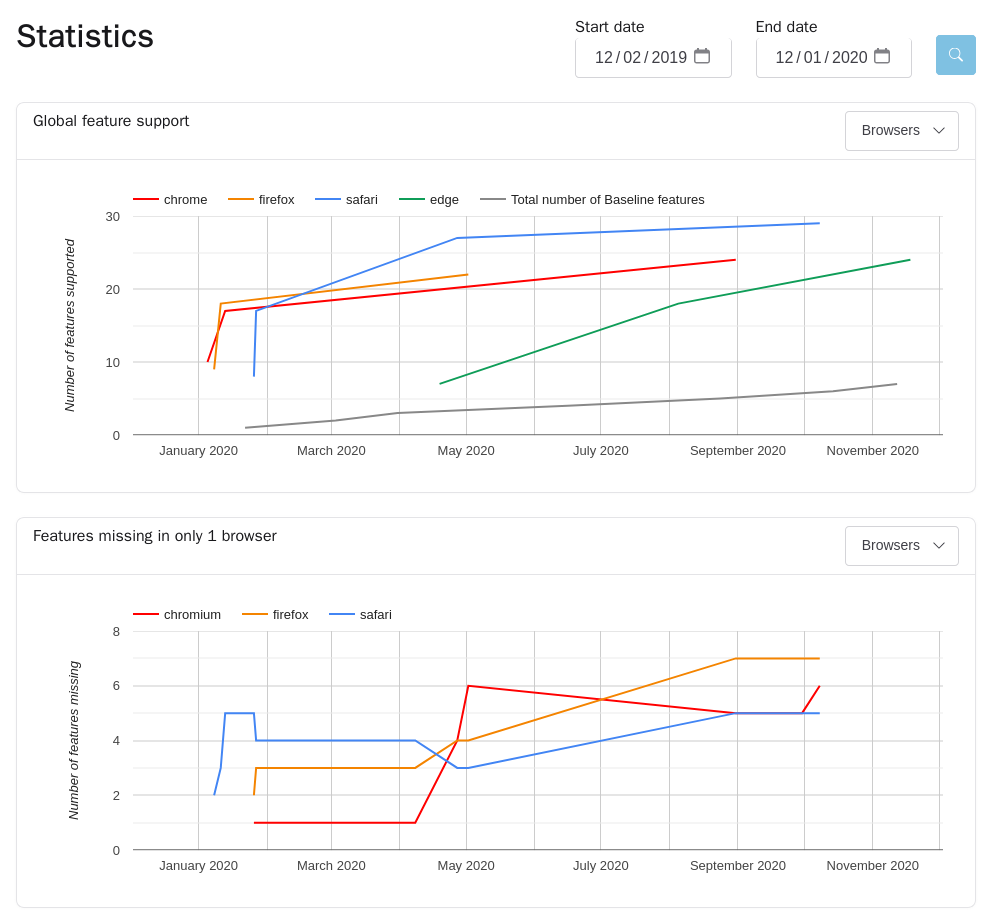 Statistics
Start date
End date
12/02/2019
12/01/2020
Global feature support
Browsers
chrome firefox safari edge Total number of Baseline features
Number of features supported
30
20
10
0
January 2020 March 2020 May 2020 July 2020 September 2020 November 2020
Features missing in only 1 browser
Browsers
chromium firefox safari
Number of features missing
8
6
4
2
0
January 2020 March 2020 May 2020 July 2020 September 2020 November 2020